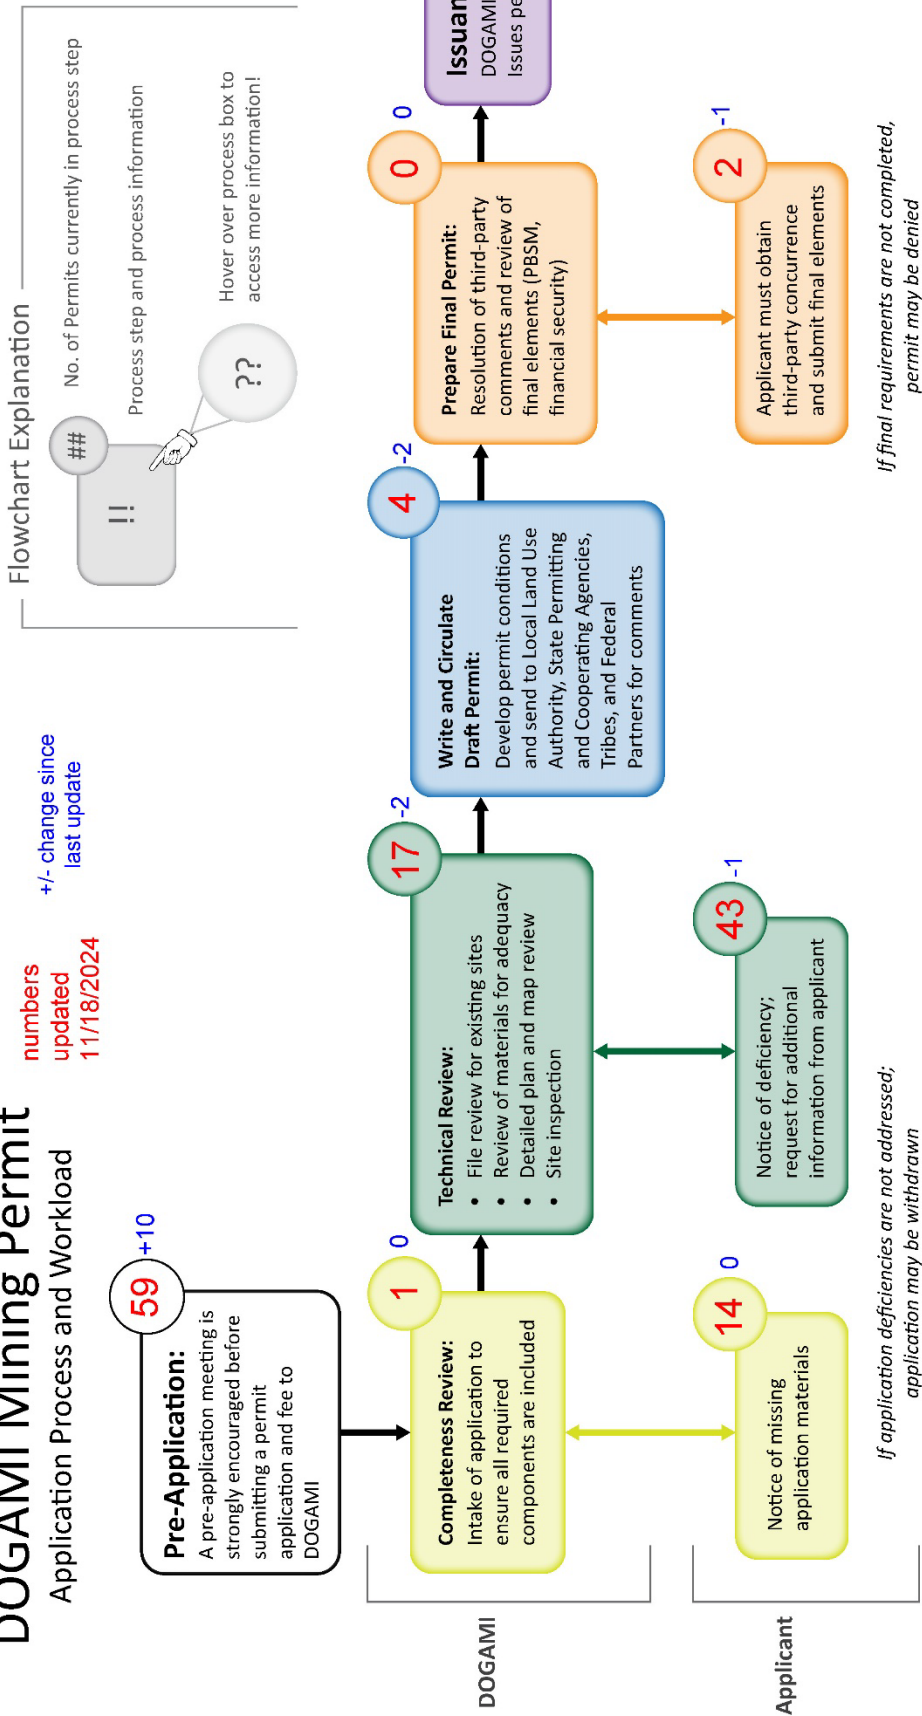 DOGAMI Mining Permit
Application Process and Workload
numbers
updated
11/18/2024
+/- change since
last update
Flowchart Explanation
##
No. of Permits currently in process step
!!
Process step and process information
??
Hover over process box to
access more information!
59
+10
Pre-Application:
A pre-application meeting is
strongly encouraged before
submitting a permit
application and fee to
DOGAMI
DOGAMI
1
0
Completeness Review:
Intake of application to
ensure all required
components are included
17
-2
Technical Review:
• File review for existing sites
• Review of materials for adequacy
• Detailed plan and map review
• Site inspection
4
-2
Write and Circulate
Draft Permit:
Develop permit conditions
and send to Local Land Use
Authority, State Permitting
and Cooperating Agencies,
Tribes, and Federal
Partners for comments
0
0
Prepare Final Permit:
Resolution of third-party
comments and review of
final elements (PBSM,
financial security)
Issuan
DOGAMI
Issues pe
Applicant
14
0
Notice of missing
application materials
43
-1
Notice of deficiency;
request for additional
information from applicant
2
-1
Applicant must obtain
third-party concurrence
and submit final elements
If application deficiencies are not addressed;
application may be withdrawn
If final requirements are not completed,
permit may be denied